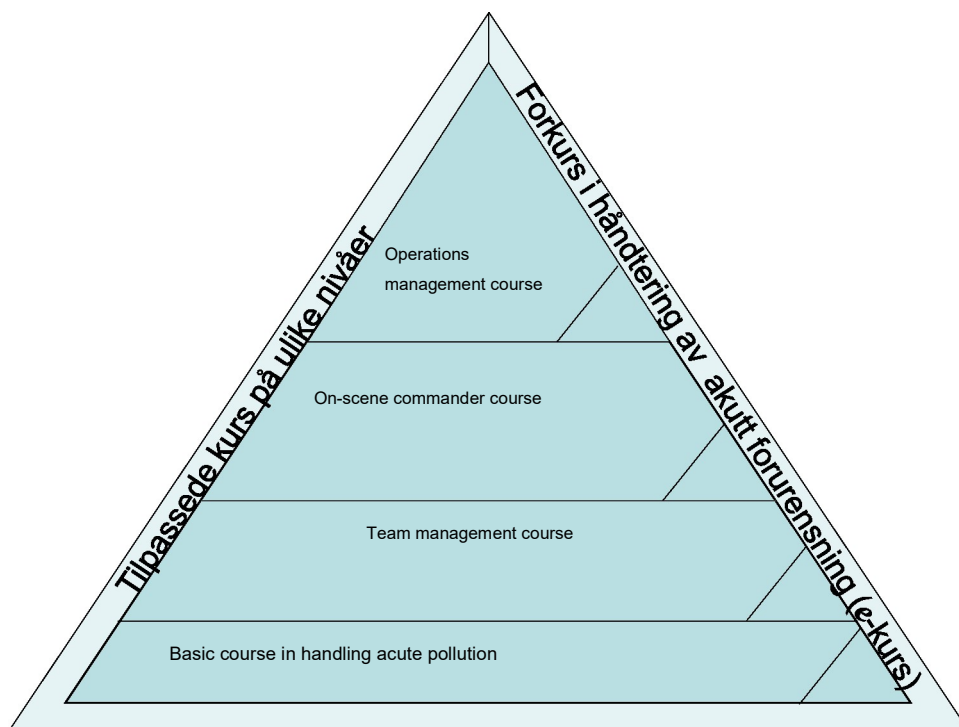 Tilpassede kurs på ulike nivåer
Forkurs i håndtering av akutt forurensning (e-kurs)
Operations
management course
On-scene commander course
Team management course
Basic course in handling acute pollution